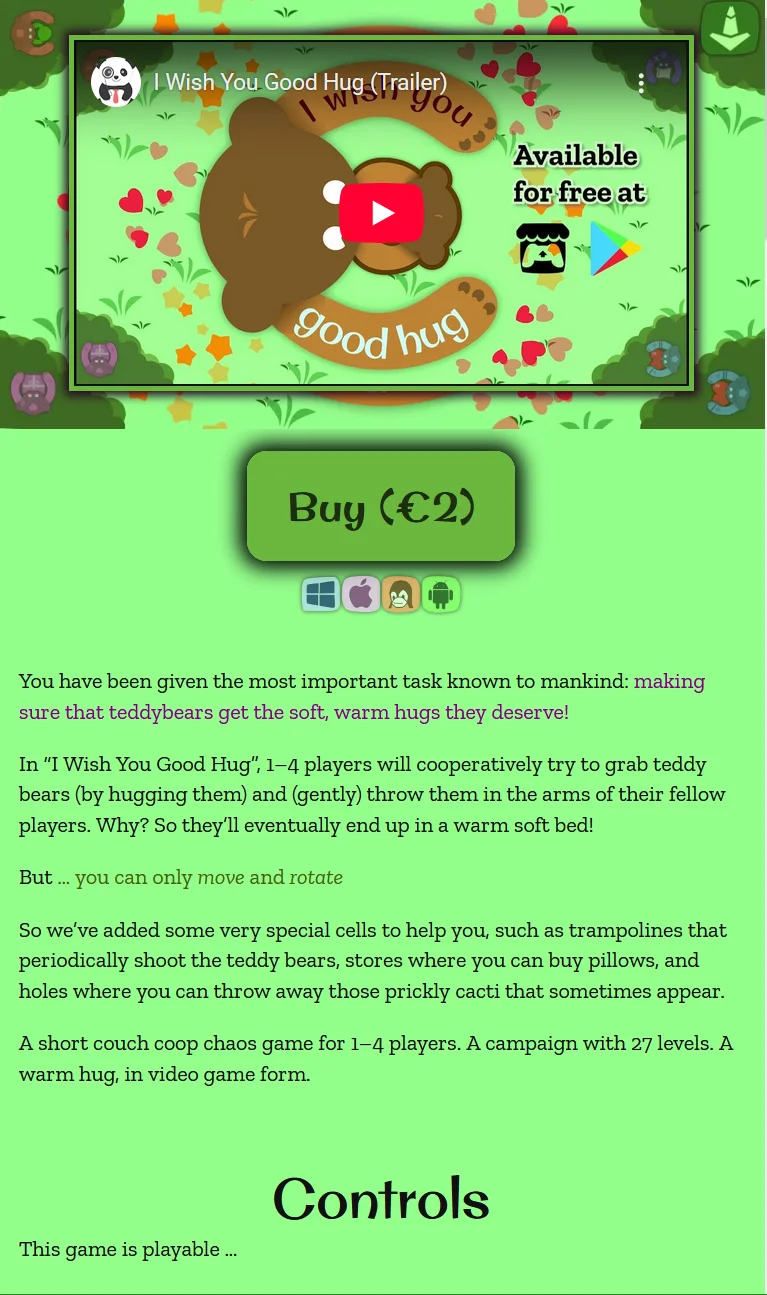 I Wish You Good Hug (Trailer)
I wish you
Available
for free at
good hug
Buy (€2)
You have been given the most important task known to mankind: making
sure that teddybears get the soft, warm hugs they deserve!
In “I Wish You Good Hug”, 1–4 players will cooperatively try to grab teddy
bears (by hugging them) and (gently) throw them in the arms of their fellow
players. Why? So they’ll eventually end up in a warm soft bed!
But … you can only move and rotate
So we’ve added some very special cells to help you, such as trampolines that
periodically shoot the teddy bears, stores where you can buy pillows, and
holes where you can throw away those prickly cacti that sometimes appear.
A short couch coop chaos game for 1–4 players. A campaign with 27 levels. A
warm hug, in video game form.
Controls
This game is playable …